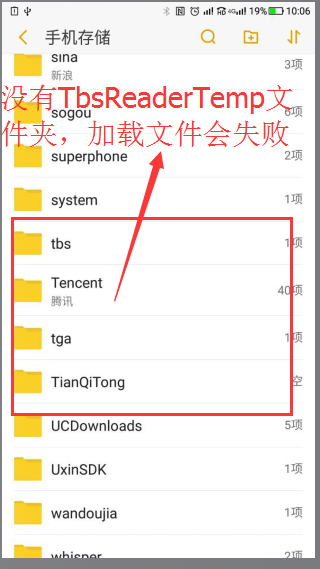 4G 19% 10:06
手机存储
sina
新浪
3项
没有TbsReaderTemp文
件夹，加载文件会失败
sogou
6项
superphone
2项
system
1项
tbs
1项
Tencent
腾讯
40项
tga
1项
TianQiTong
空
UCDownloads
5项
UxinSDK
1项
wandoujia
1项
whisper
2项